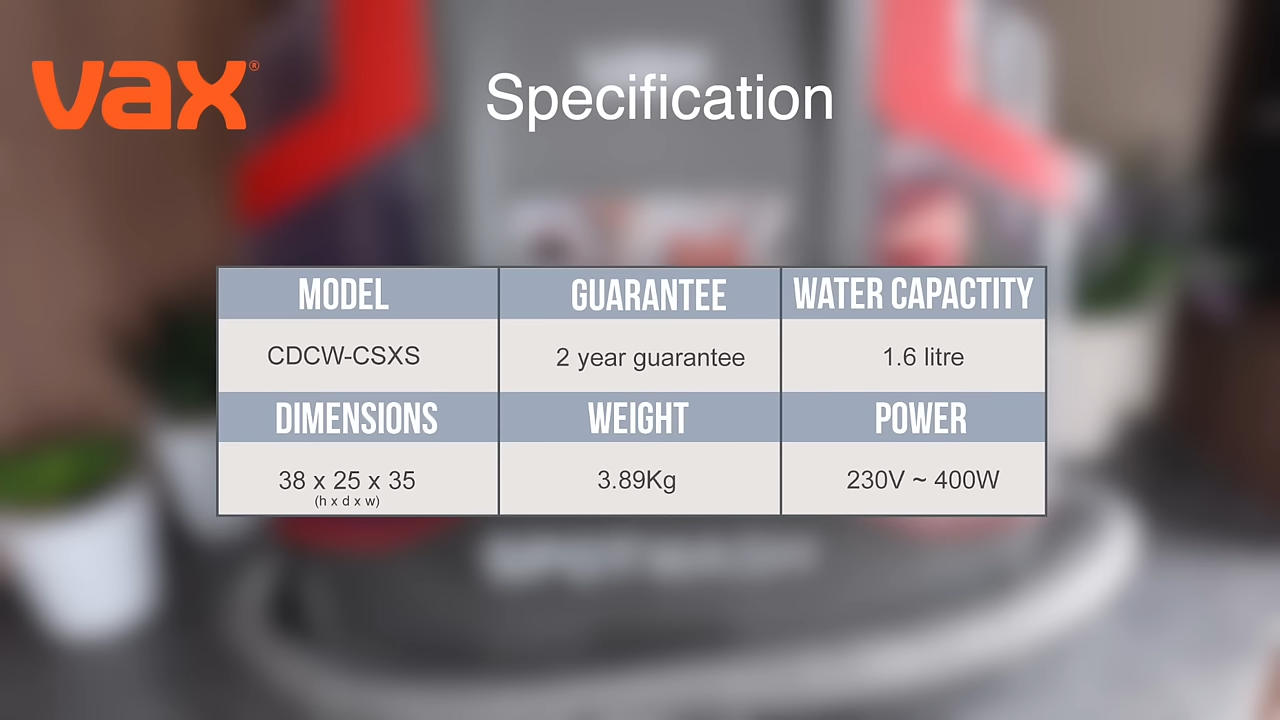 vax®
Specification
MODEL GUARANTEE WATER CAPACTITY
CDCW-CSXS 2 year guarantee 1.6 litre
DIMENSIONS WEIGHT POWER
38 x 25 x 35 3.89Kg 230V ~ 400W
(h x d x w)